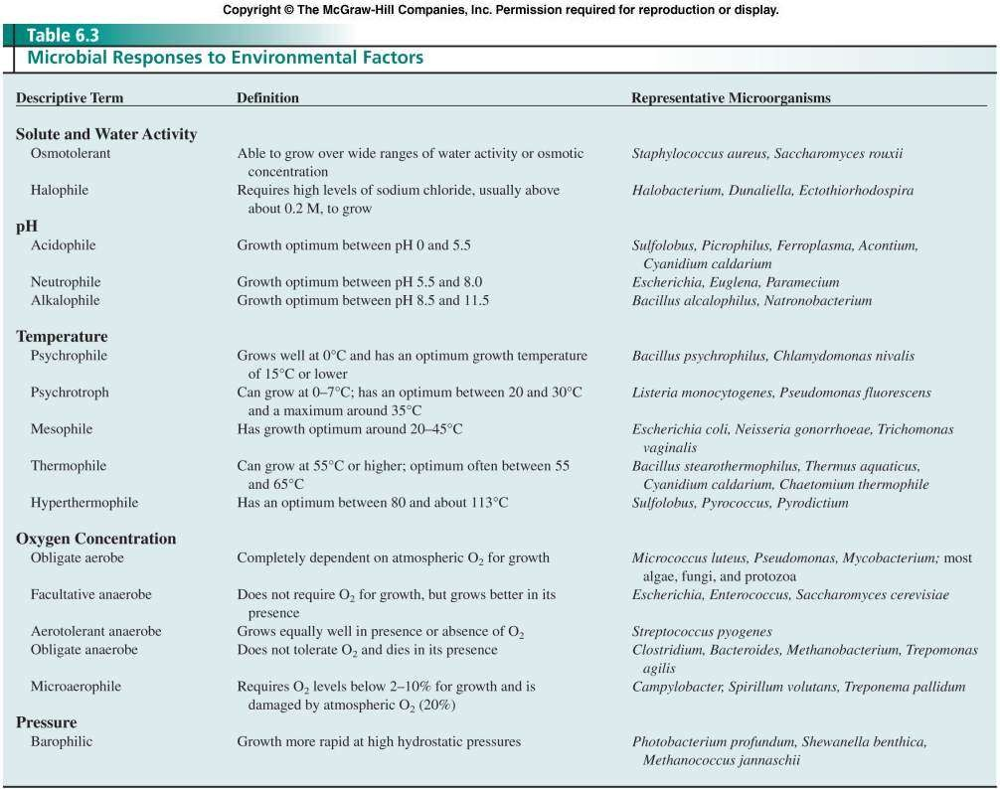 Copyright © The McGraw-Hill Companies, Inc. Permission required for reproduction or display.
Table 6.3
Microbial Responses to Environmental Factors
Descriptive Term Definition Representative Microorganisms
Solute and Water Activity
Osmotolerant Able to grow over wide ranges of water activity or osmotic Staphylococcus aureus, Saccharomyces rouxii
concentration
Halophile Requires high levels of sodium chloride, usually above Halobacterium, Dunaliella, Ectothiorhodospira
about 0.2 M, to grow
pH
Acidophile Growth optimum between pH 0 and 5.5 Sulfolobus, Picrophilus, Ferroplasma, Acontium,
Cyanidium caldarium
Neutrophile Growth optimum between pH 5.5 and 8.0 Escherichia, Euglena, Paramecium
Alkalophile Growth optimum between pH 8.5 and 11.5 Bacillus alcalophilus, Natronobacterium
Temperature
Psychrophile Grows well at 0°C and has an optimum growth temperature Bacillus psychrophilus, Chlamydomonas nivalis
of 15°C or lower
Psychrotroph Can grow at 0–7°C; has an optimum between 20 and 30°C Listeria monocytogenes, Pseudomonas fluorescens
and a maximum around 35°C
Mesophile Has growth optimum around 20–45°C Escherichia coli, Neisseria gonorrhoeae, Trichomonas
vaginalis
Thermophile Can grow at 55°C or higher; optimum often between 55 Bacillus stearothermophilus, Thermus aquaticus,
and 65°C Cyanidium caldarium, Chaetomium thermophile
Hyperthermophile Has an optimum between 80 and about 113°C Sulfolobus, Pyrococcus, Pyrodictium
Oxygen Concentration
Obligate aerobe Completely dependent on atmospheric O₂ for growth Micrococcus luteus, Pseudomonas, Mycobacterium; most
algae, fungi, and protozoa
Facultative anaerobe Does not require O₂ for growth, but grows better in its Escherichia, Enterococcus, Saccharomyces cerevisiae
presence
Aerotolerant anaerobe Grows equally well in presence or absence of O₂ Streptococcus pyogenes
Obligate anaerobe Does not tolerate O₂ and dies in its presence Clostridium, Bacteroides, Methanobacterium, Trepomonas
agilis
Microaerophile Requires O₂ levels below 2–10% for growth and is Campylobacter, Spirillum volutans, Treponema pallidum
damaged by atmospheric O₂ (20%)
Pressure
Barophilic Growth more rapid at high hydrostatic pressures Photobacterium profundum, Shewanella benthica,
Methanococcus jannaschii